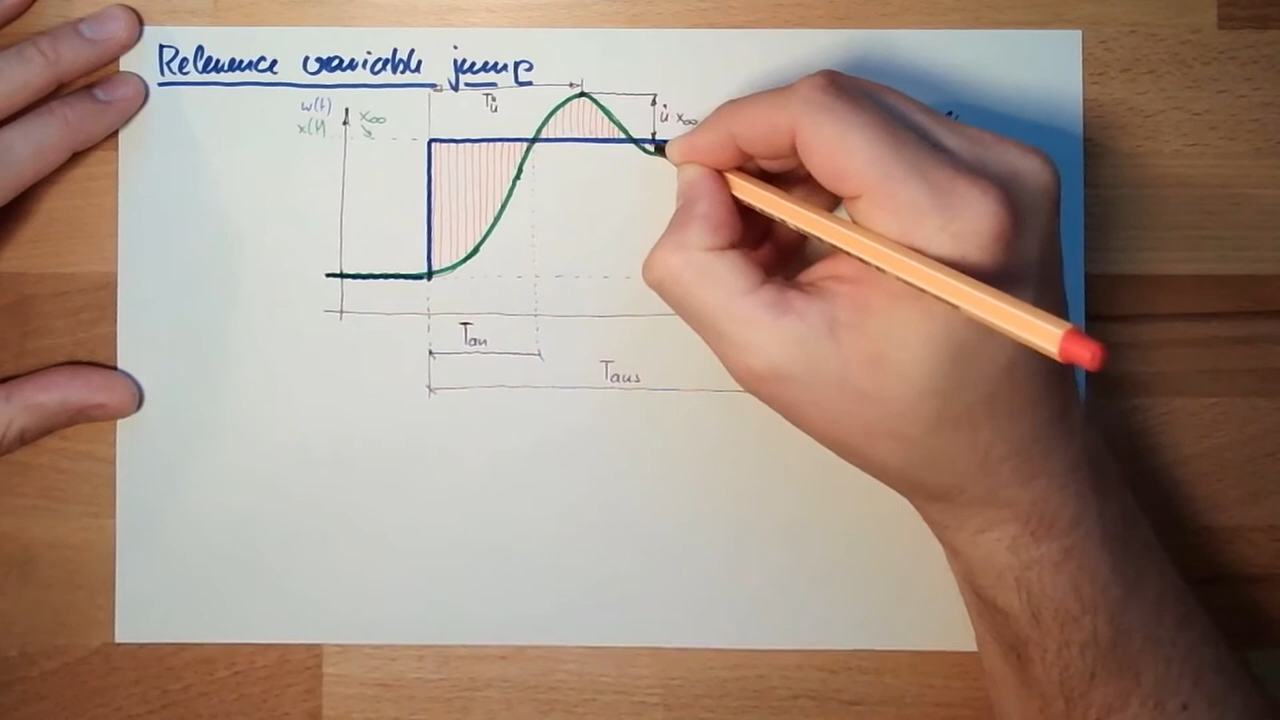 Reference variable jump
Tü
w(t) x∞
x(t)
ü x∞
Tan
Taus